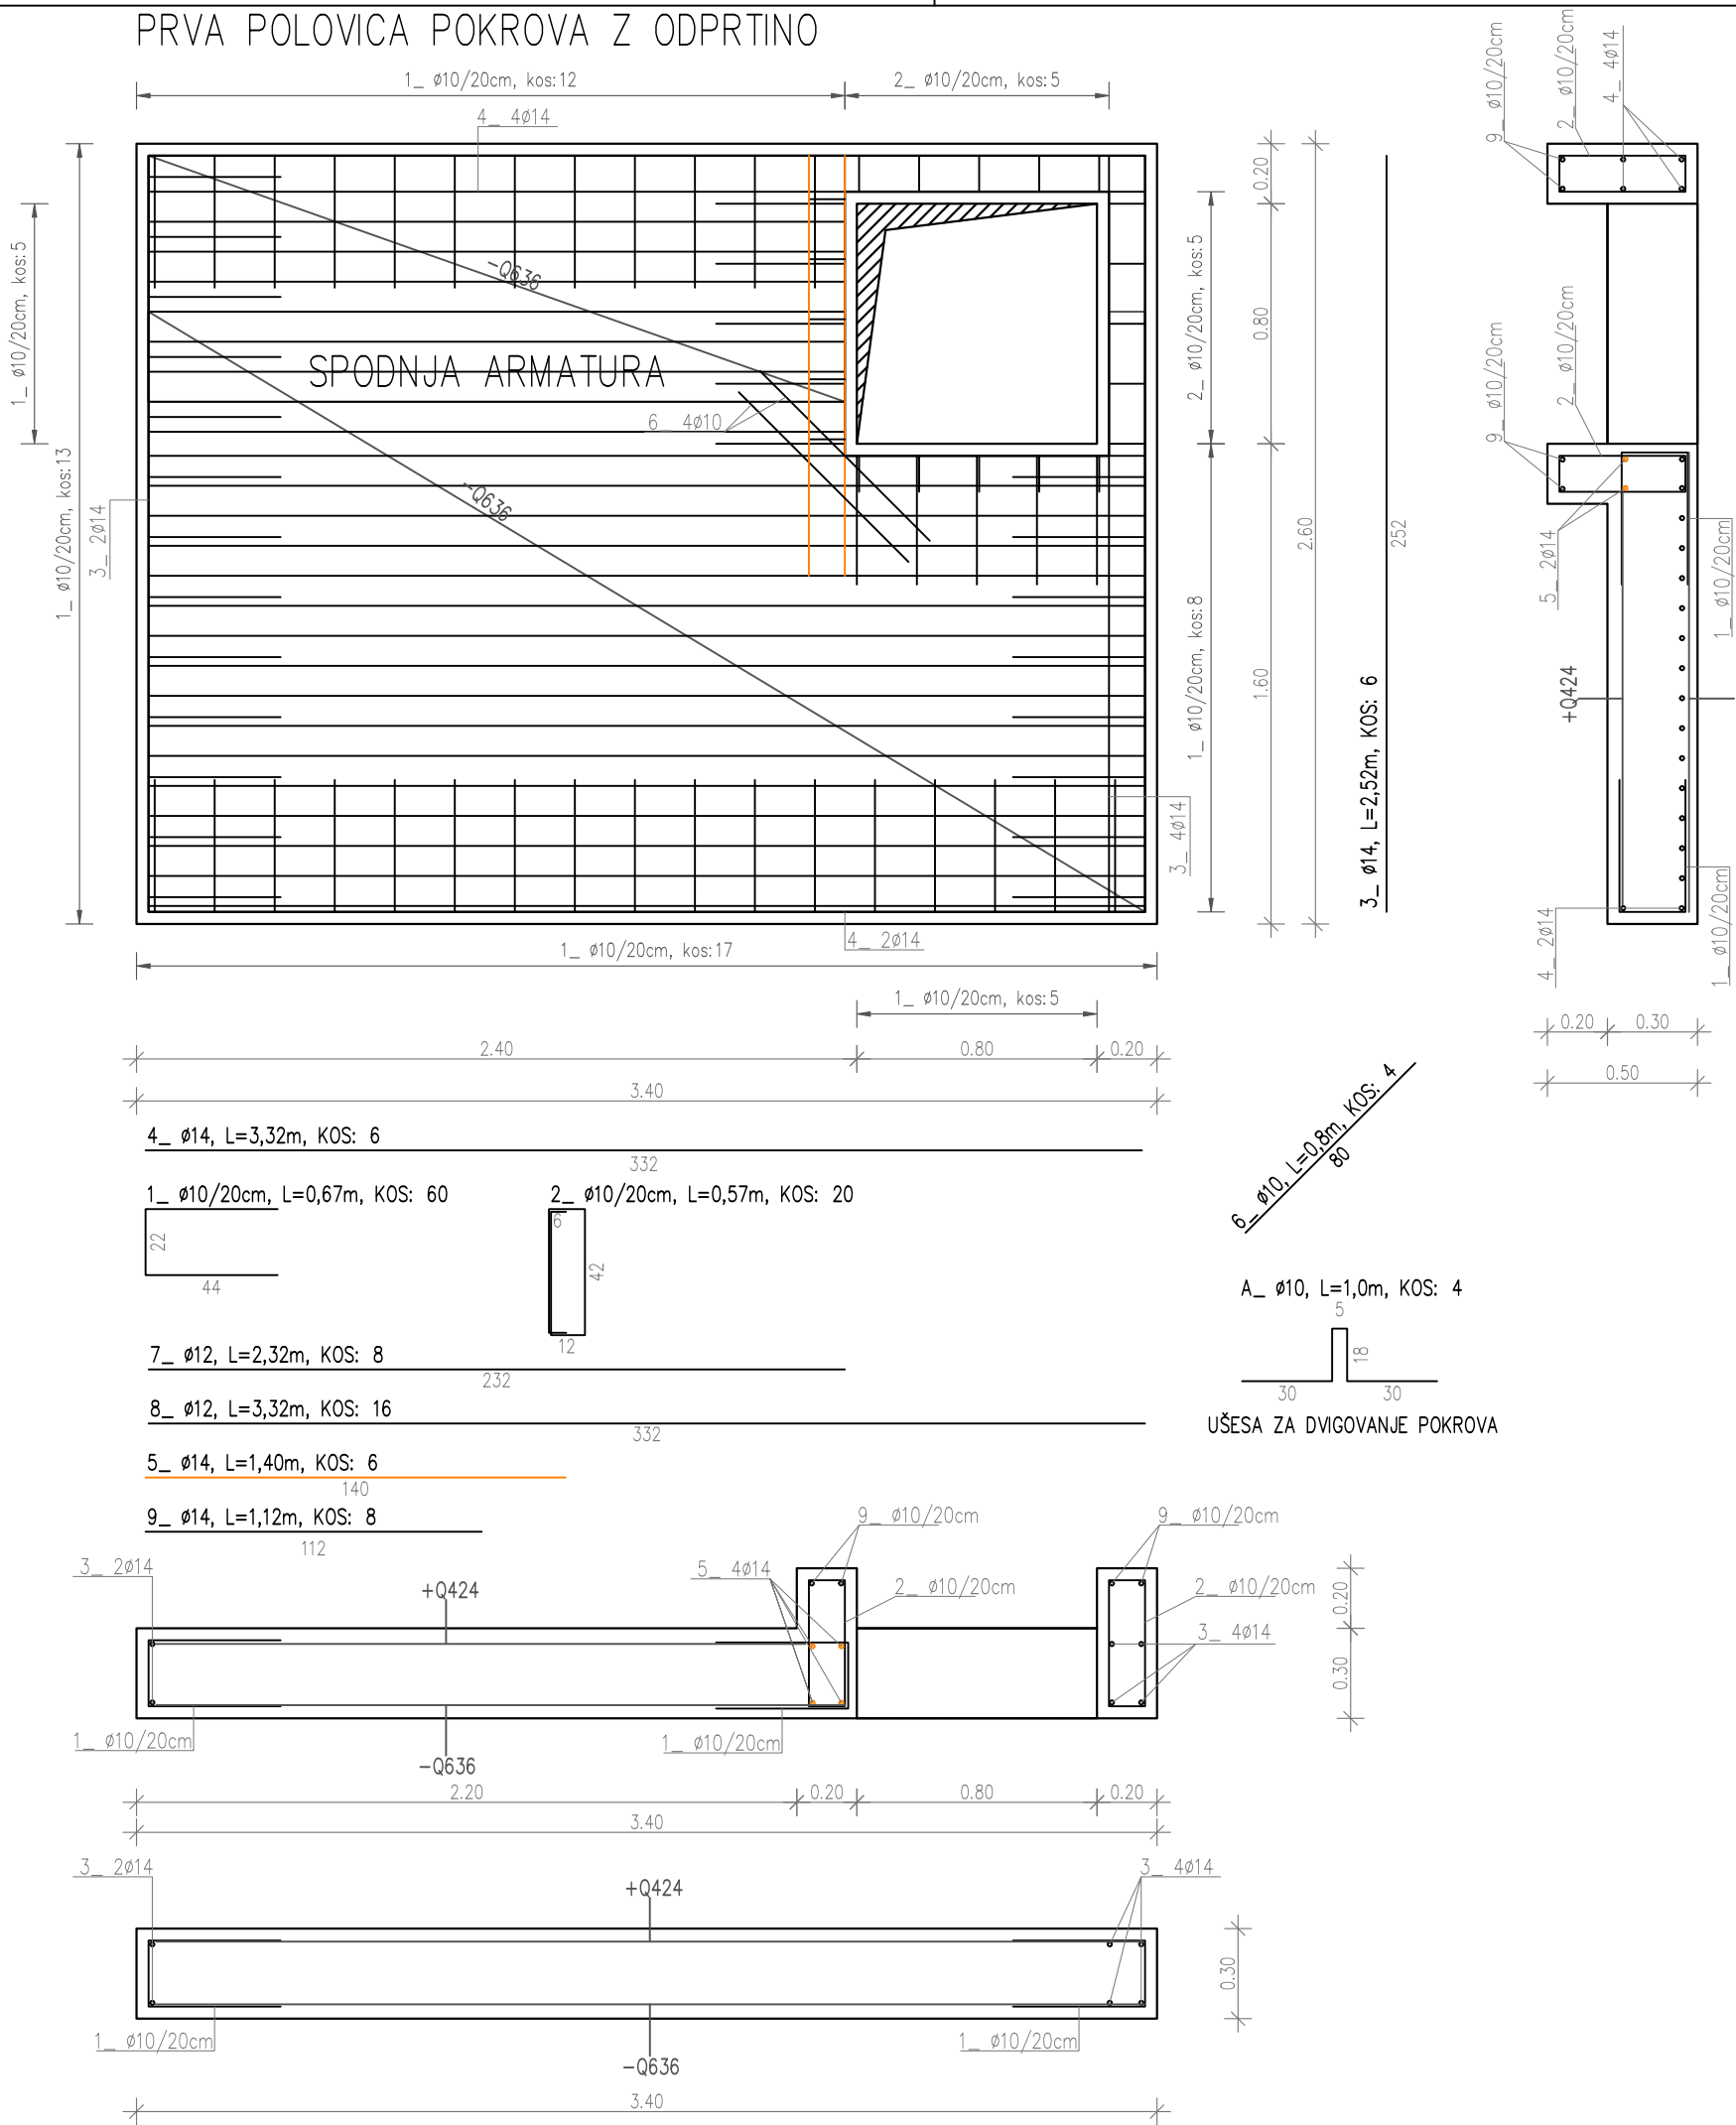 PRVA POLOVICA POKROVA Z ODPRTINO
1_ ø10/20cm, kos:12
2_ ø10/20cm, kos:5
4_ 4ø14
1_ ø10/20cm, kos:5
1_ ø10/20cm, kos:13
3_ 2ø14
-Q636
SPODNJA ARMATURA
6_ 4ø10
-Q636
2_ ø10/20cm, kos:5
1_ ø10/20cm, kos:8
3_ 4ø14
4_ 2ø14
0.20
0.80
1.60
2.60
3_ ø14, L=2,52m, KOS: 6
252
1_ ø10/20cm, kos:17
1_ ø10/20cm, kos:5
2.40
0.80
0.20
3.40
9_ ø10/20cm
2_ ø10/20cm
4_ 4ø14
9_ ø10/20cm
2_ ø10/20cm
5_ 2ø14
1_ ø10/20cm
+Q424
4_ 2ø14
1_ ø10/20cm
0.20
0.30
0.50
4_ ø14, L=3,32m, KOS: 6
332
1_ ø10/20cm, L=0,67m, KOS: 60
22
44
2_ ø10/20cm, L=0,57m, KOS: 20
6
42
12
6_ ø10, L=0,8m, KOS: 4
80
A_ ø10, L=1,0m, KOS: 4
5
18
30
30
UŠESA ZA DVIGOVANJE POKROVA
7_ ø12, L=2,32m, KOS: 8
232
8_ ø12, L=3,32m, KOS: 16
332
5_ ø14, L=1,40m, KOS: 6
140
9_ ø14, L=1,12m, KOS: 8
112
3_ 2ø14
+Q424
5_ 4ø14
9_ ø10/20cm
2_ ø10/20cm
9_ ø10/20cm
2_ ø10/20cm
3_ 4ø14
0.20
0.30
1_ ø10/20cm
-Q636
1_ ø10/20cm
2.20
0.20
0.80
0.20
3.40
3_ 2ø14
+Q424
3_ 4ø14
0.30
1_ ø10/20cm
-Q636
1_ ø10/20cm
3.40